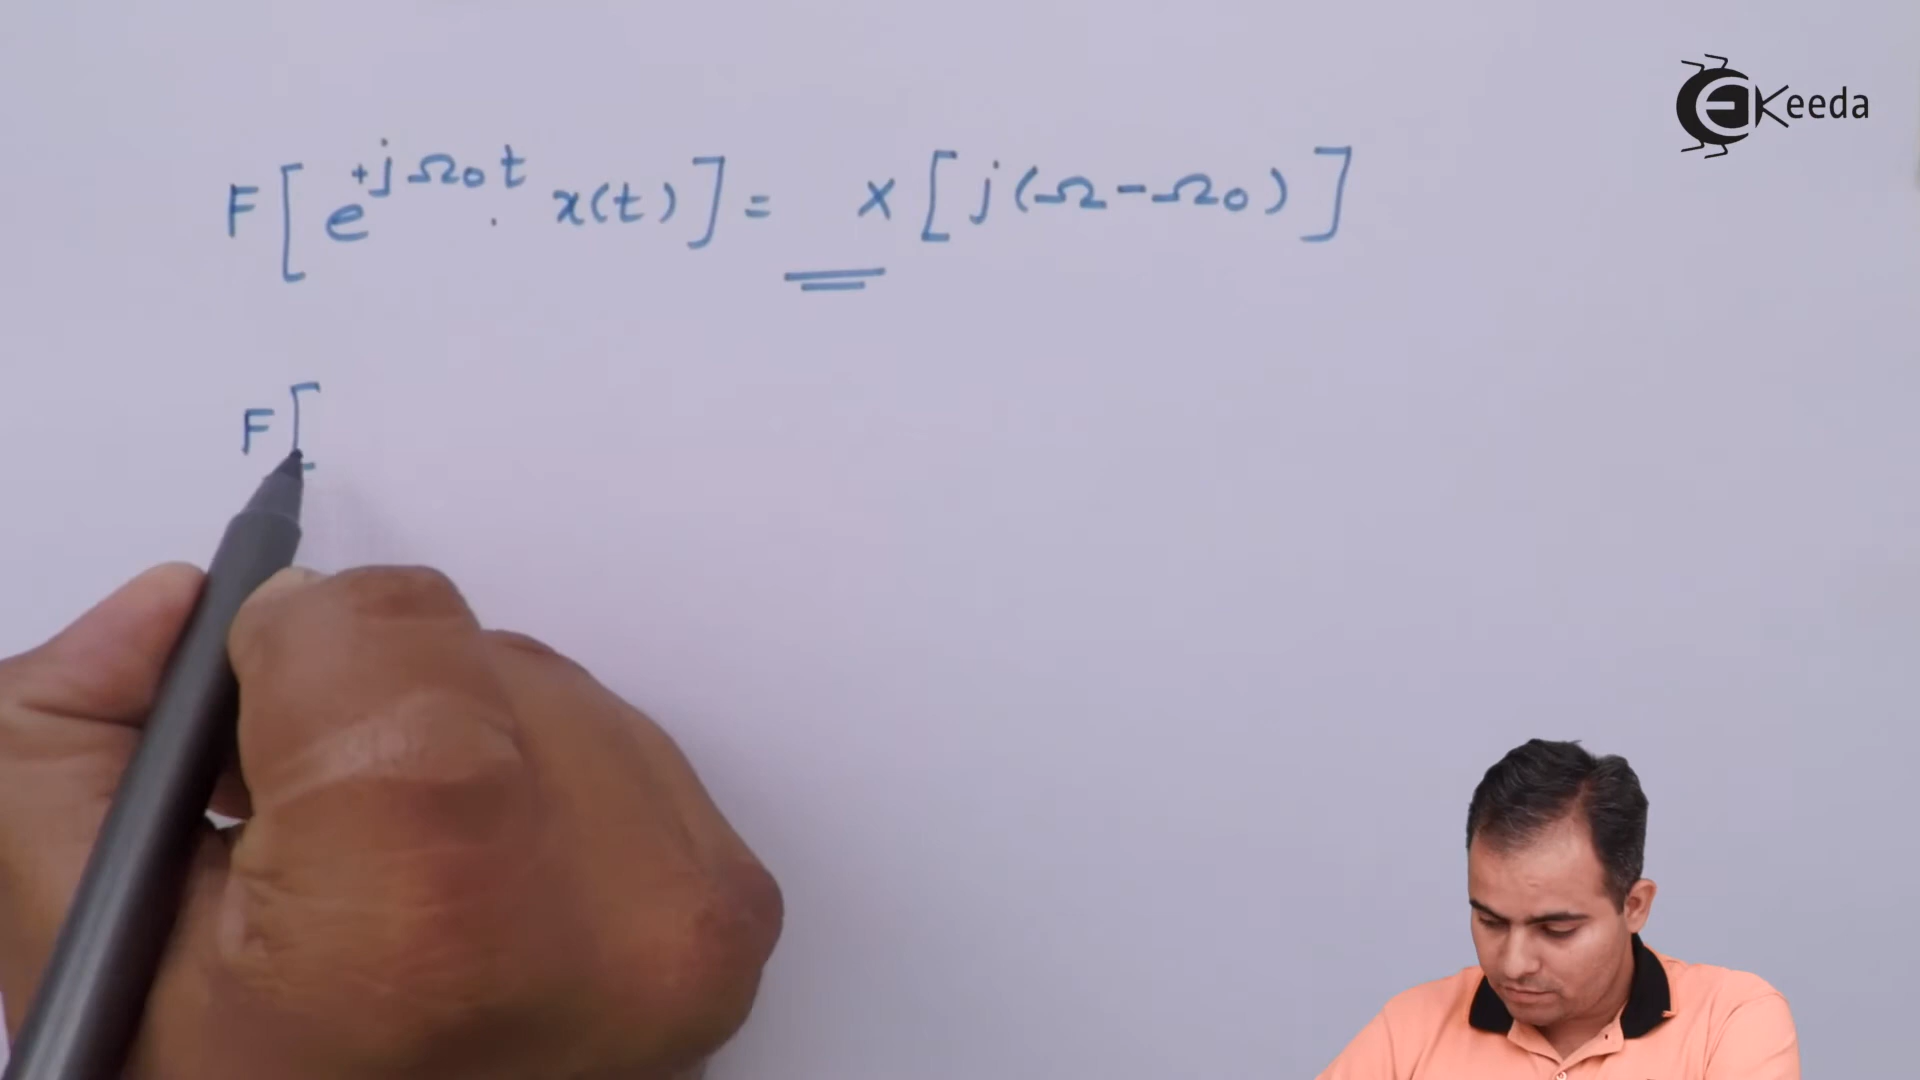 Keeda
F[e^{+jΩ₀t} . x(t)] = X[j(Ω-Ω₀)]
F[